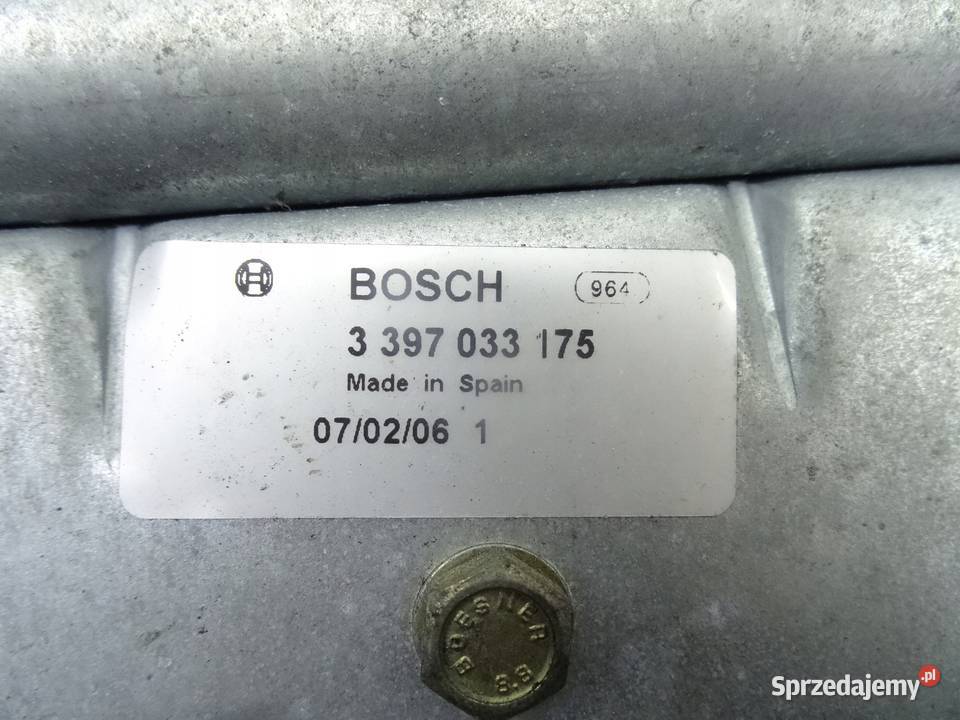 BOSCH 964
3 397 033 175
Made in Spain
07/02/06 1
BOESNER
8.8
Sprzedajemy.pl